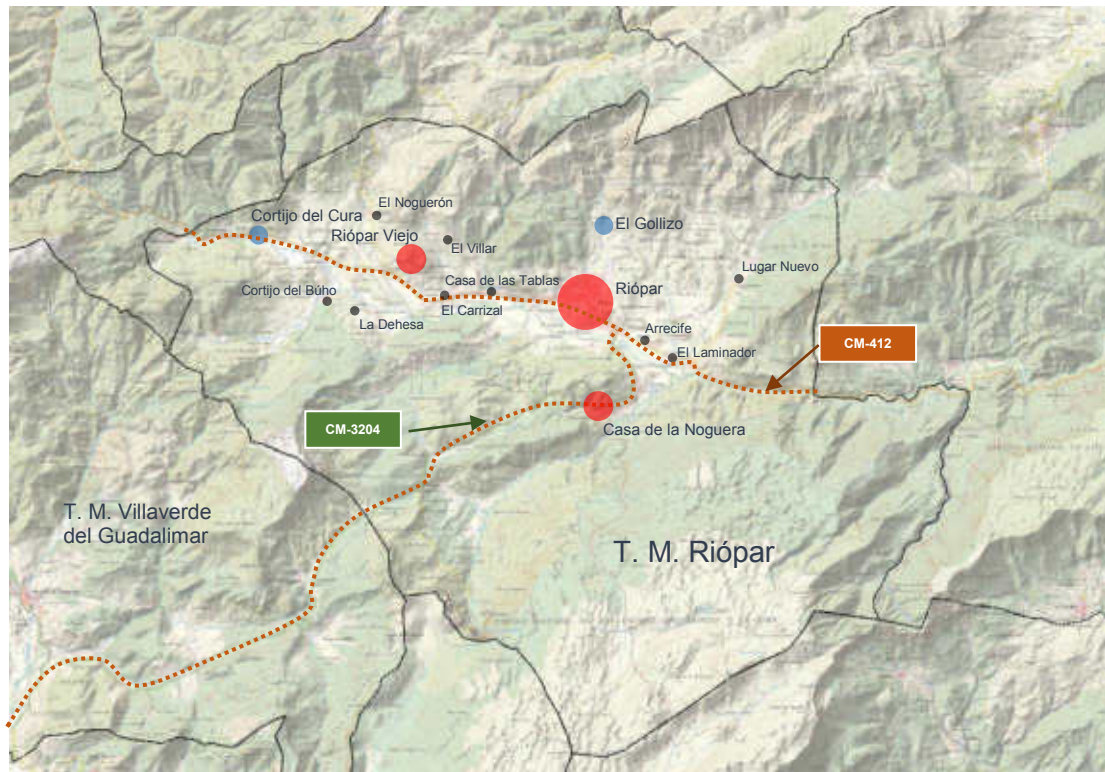 El Noguerón
Cortijo del Cura
El Gollizo
Riópar Viejo
El Villar
Lugar Nuevo
Casa de las Tablas
Riópar
Cortijo del Búho
El Carrizal
La Dehesa
Arrecife
CM-412
El Laminador
CM-3204
Casa de la Noguera
T. M. Villaverde
del Guadalimar
T. M. Riópar